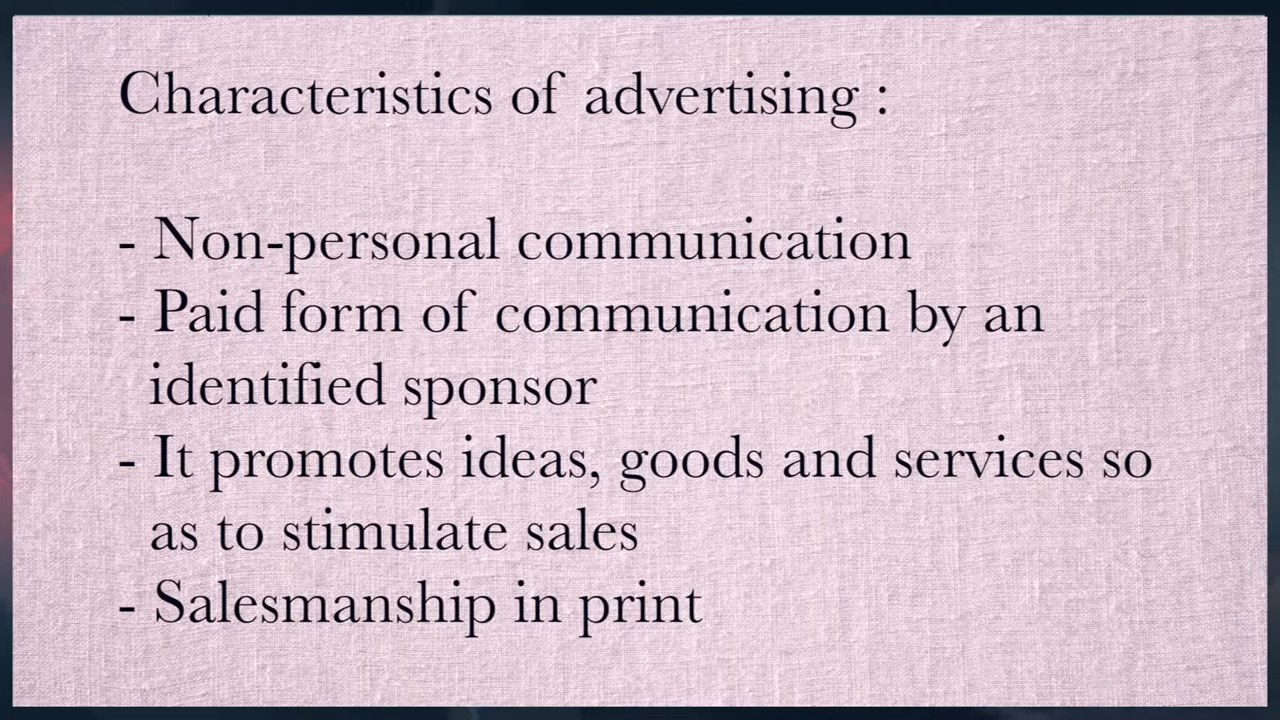 Characteristics of advertising :
- Non-personal communication
- Paid form of communication by an
identified sponsor
- It promotes ideas, goods and services so
as to stimulate sales
- Salesmanship in print